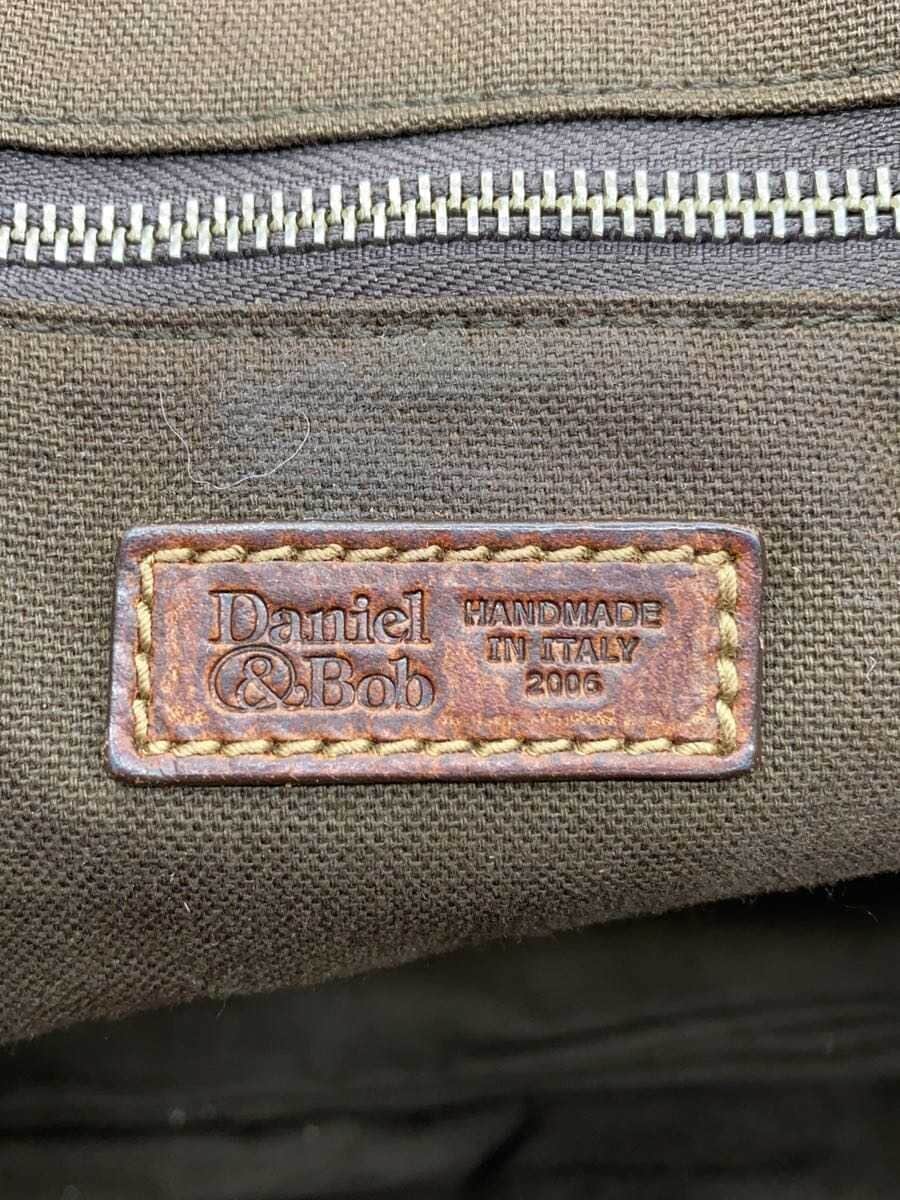 Daniel
& Bob
HANDMADE
IN ITALY
2006